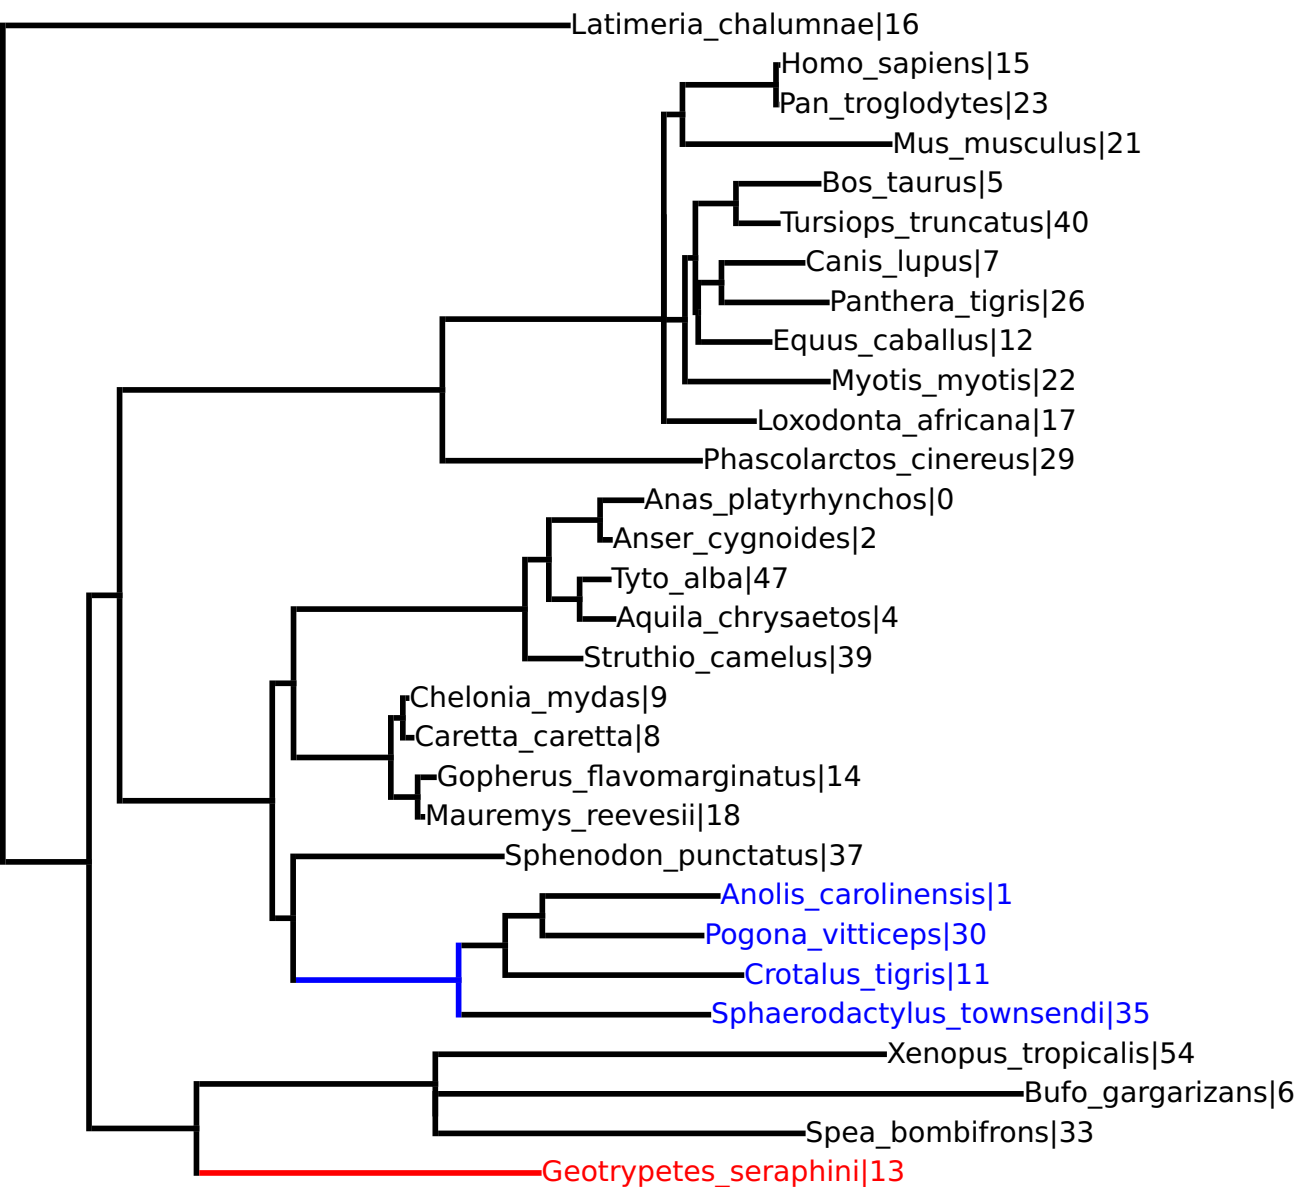 Latimeria_chalumnae|16
Homo_sapiens|15
Pan_troglodytes|23
Mus_musculus|21
Bos_taurus|5
Tursiops_truncatus|40
Canis_lupus|7
Panthera_tigris|26
Equus_caballus|12
Myotis_myotis|22
Loxodonta_africana|17
Phascolarctos_cinereus|29
Anas_platyrhynchos|0
Anser_cygnoides|2
Tyto_alba|47
Aquila_chrysaetos|4
Struthio_camelus|39
Chelonia_mydas|9
Caretta_caretta|8
Gopherus_flavomarginatus|14
Mauremys_reevesii|18
Sphenodon_punctatus|37
Anolis_carolinensis|1
Pogona_vitticeps|30
Crotalus_tigris|11
Sphaerodactylus_townsendi|35
Xenopus_tropicalis|54
Bufo_gargarizans|6
Spea_bombifrons|33
Geotrypetes_seraphini|13